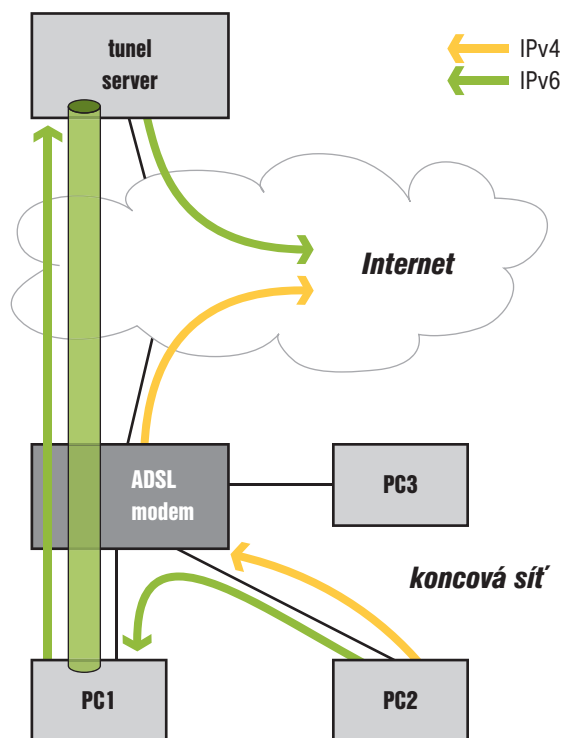 tunel
server
IPv4
IPv6
Internet
ADSL
modem
PC3
koncová síť
PC1
PC2